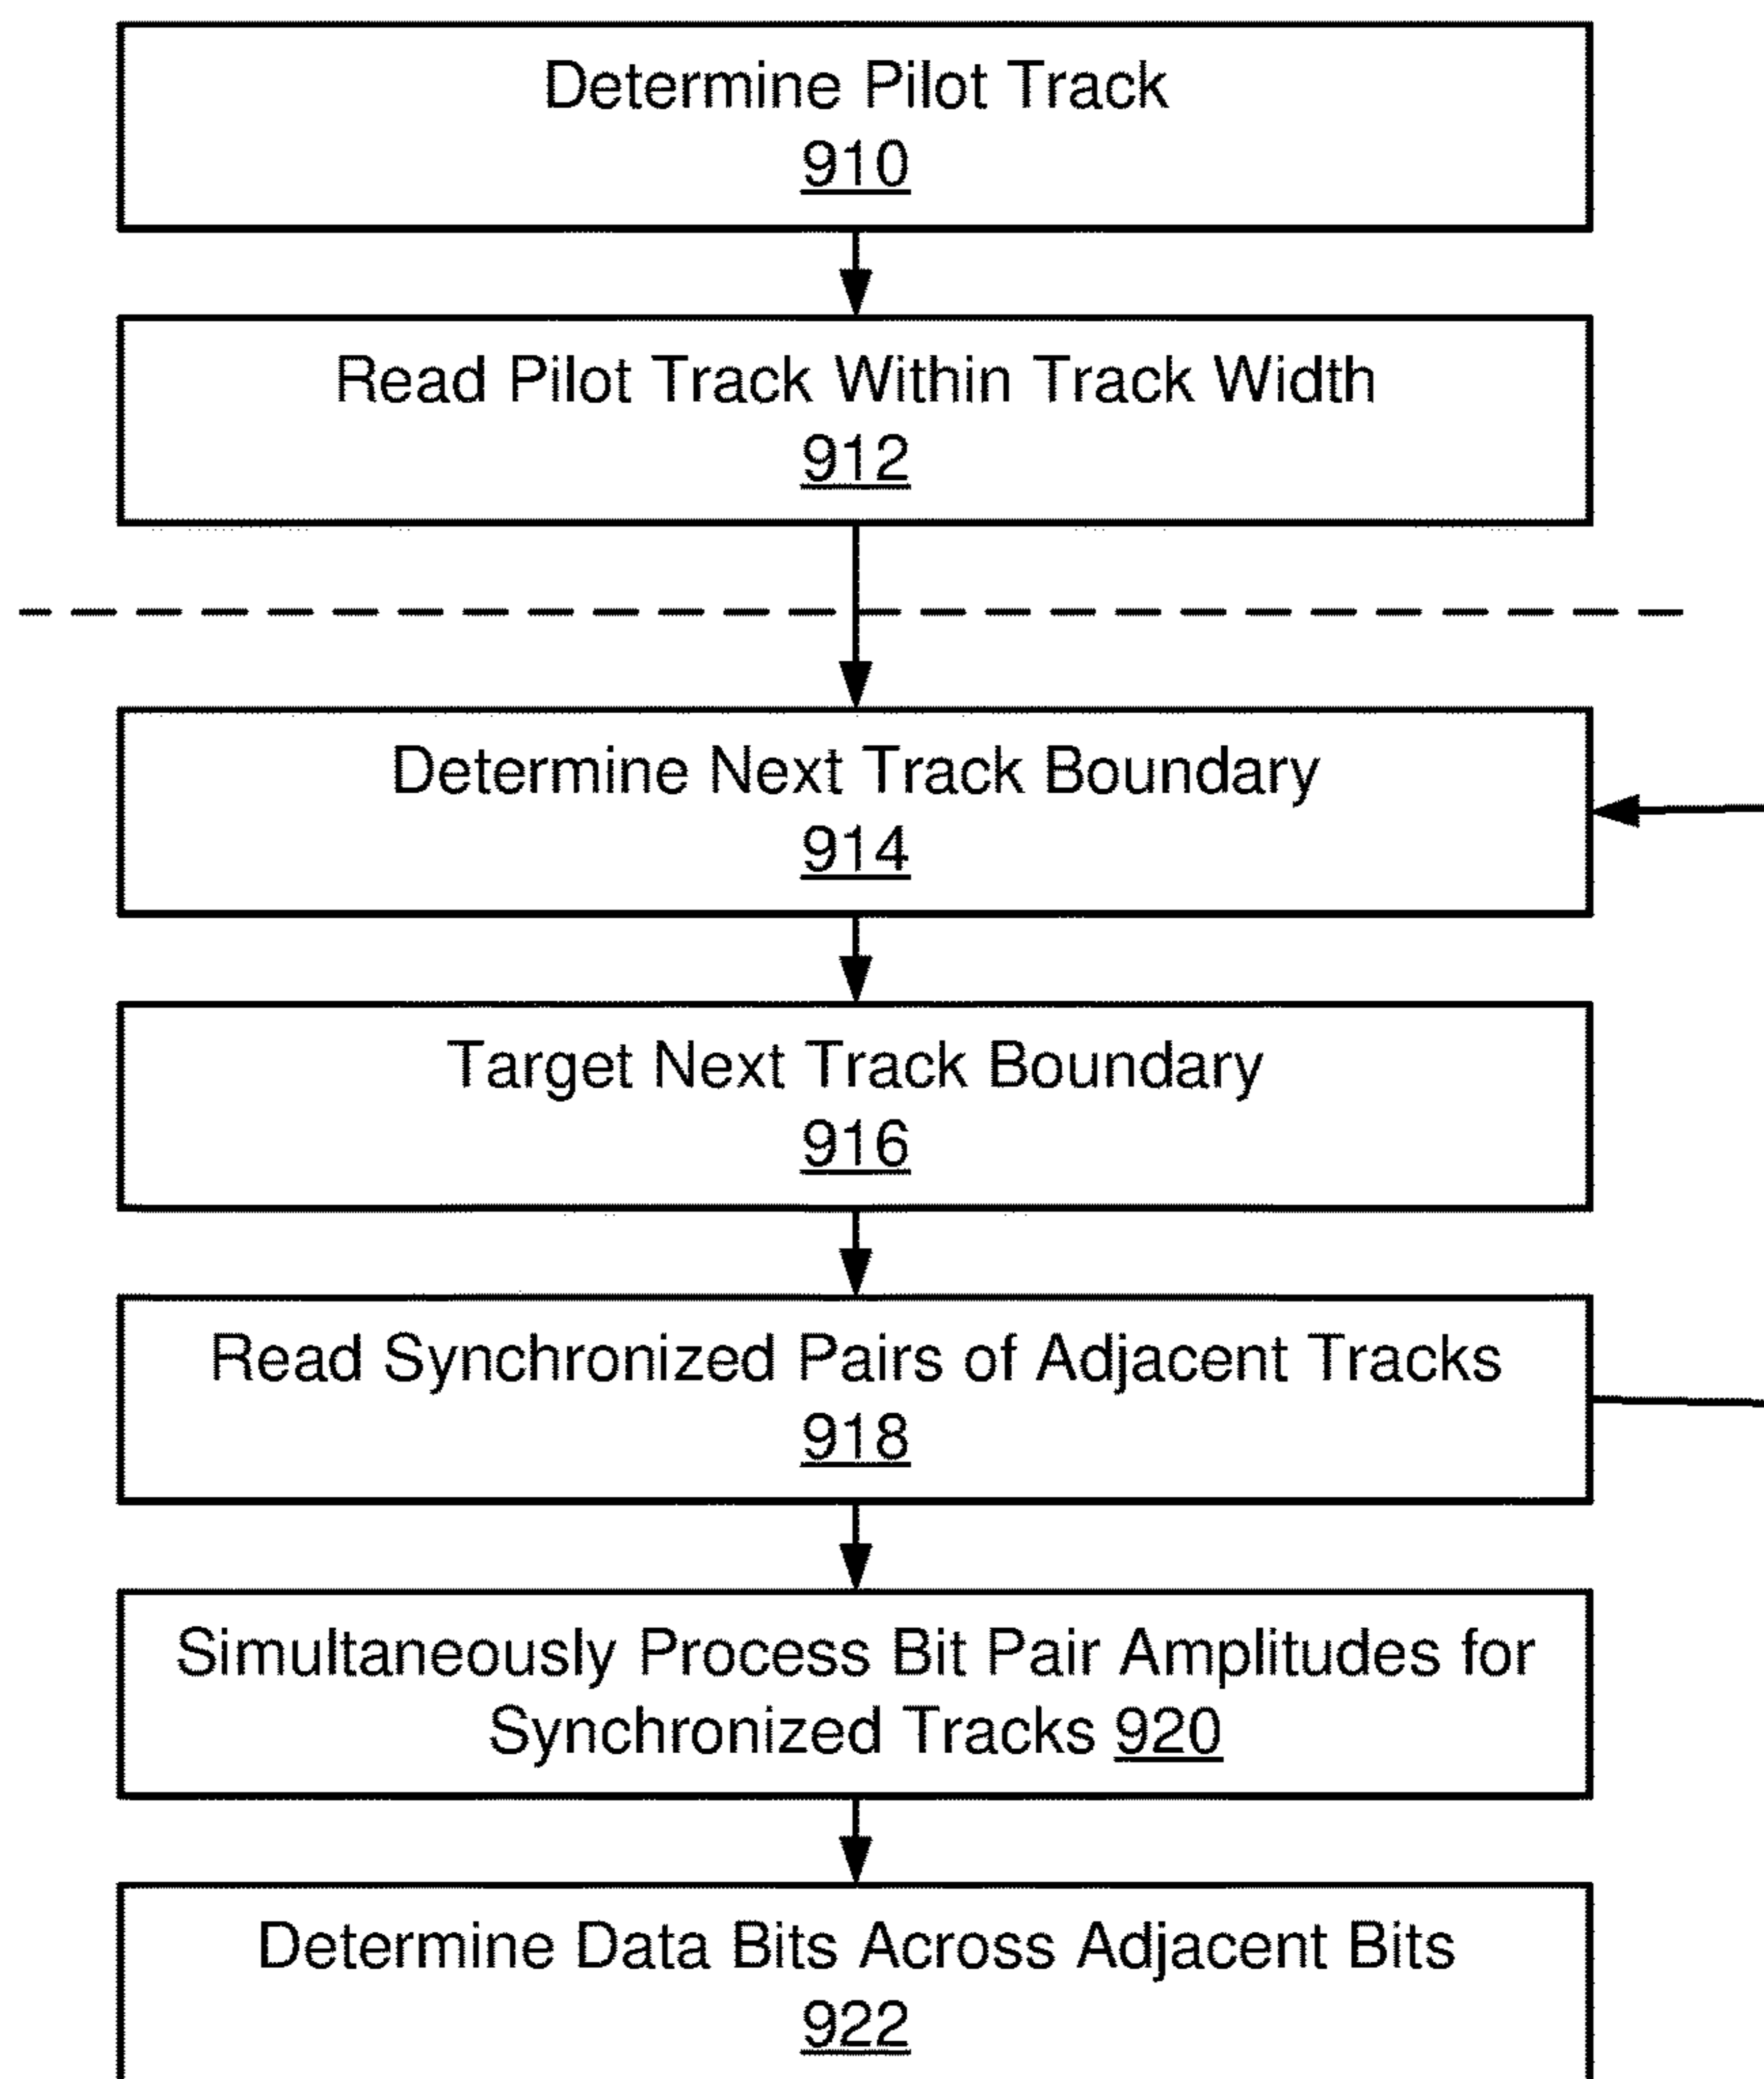 Determine Pilot Track
910
Read Pilot Track Within Track Width
912
Determine Next Track Boundary
914
Target Next Track Boundary
916
Read Synchronized Pairs of Adjacent Tracks
918
Simultaneously Process Bit Pair Amplitudes for
Synchronized Tracks 920
Determine Data Bits Across Adjacent Bits
922